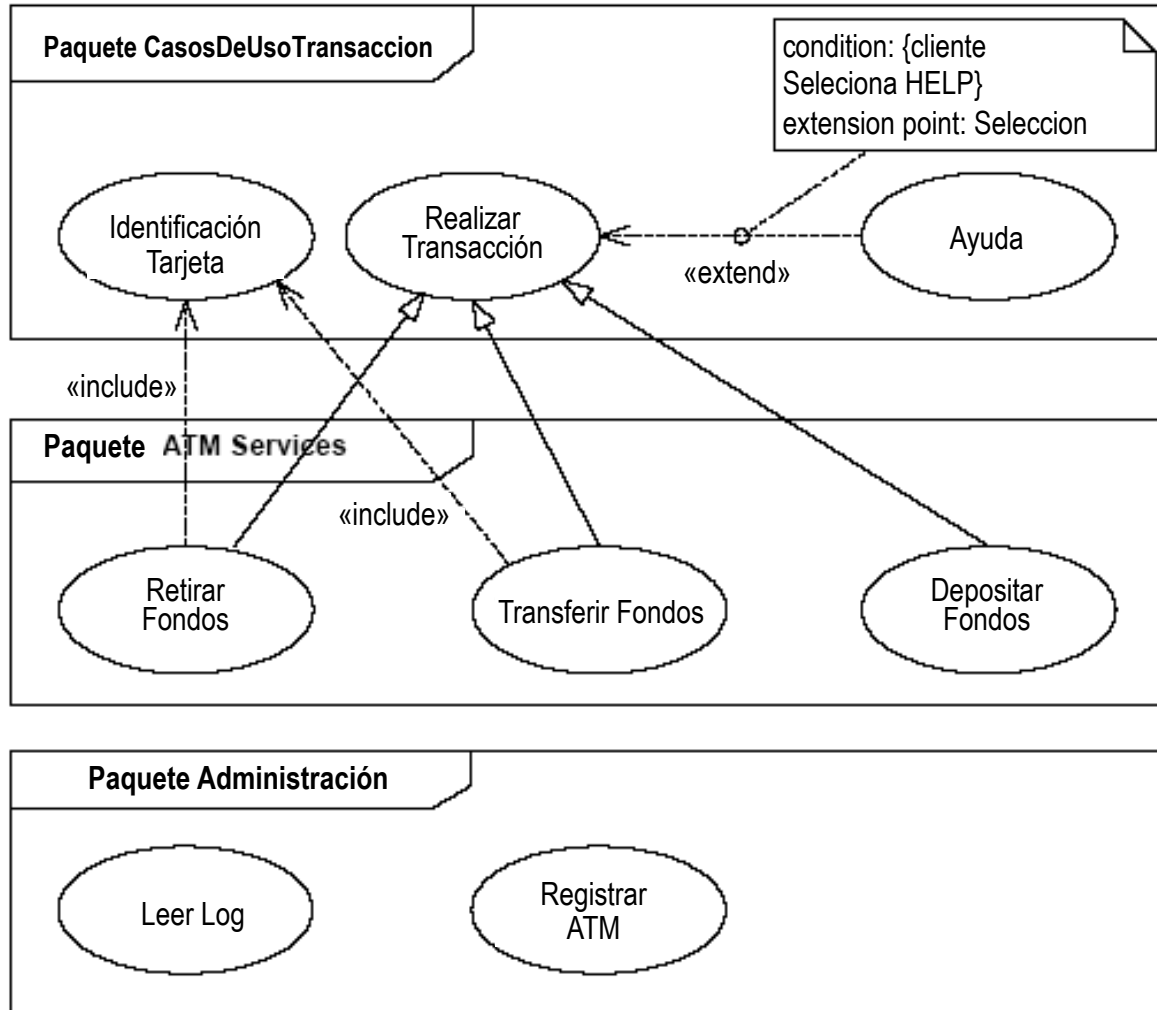 Paquete CasosDeUsoTransaccion
condition: {cliente
Seleciona HELP}
extension point: Seleccion
Identificación
Tarjeta
Realizar
Transacción
Ayuda
«extend»
«include»
Paquete ATM Services
«include»
Retirar
Fondos
Transferir Fondos
Depositar
Fondos
Paquete Administración
Leer Log
Registrar
ATM